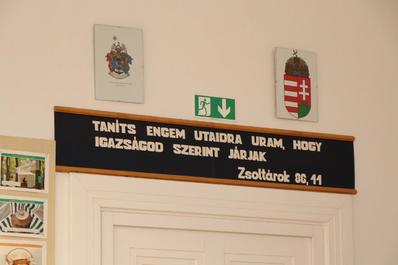 TANÍTS ENGEM UTAIDRA URAM, HOGY
IGAZSÁGOD SZERINT JÁRJAK
Zsoltárok 86, 11